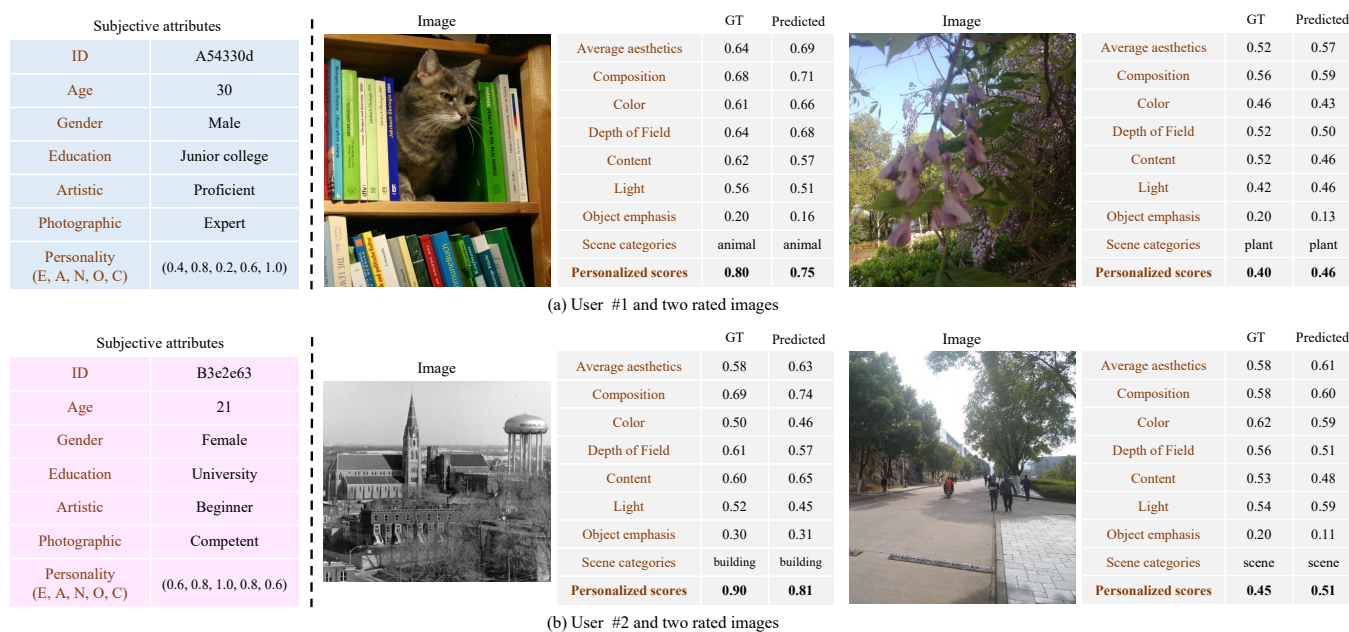 Subjective attributes
ID A54330d
Age 30
Gender Male
Education Junior college
Artistic Proficient
Photographic Expert
Personality
(E, A, N, O, C) (0.4, 0.8, 0.2, 0.6, 1.0)
Image
GT Predicted
Average aesthetics 0.64 0.69
Composition 0.68 0.71
Color 0.61 0.66
Depth of Field 0.64 0.68
Content 0.62 0.57
Light 0.56 0.51
Object emphasis 0.20 0.16
Scene categories animal animal
Personalized scores 0.80 0.75
Image
GT Predicted
Average aesthetics 0.52 0.57
Composition 0.56 0.59
Color 0.46 0.43
Depth of Field 0.52 0.50
Content 0.52 0.46
Light 0.42 0.46
Object emphasis 0.20 0.13
Scene categories plant plant
Personalized scores 0.40 0.46
(a) User #1 and two rated images
Subjective attributes
ID B3e2e63
Age 21
Gender Female
Education University
Artistic Beginner
Photographic Competent
Personality
(E, A, N, O, C) (0.6, 0.8, 1.0, 0.8, 0.6)
Image
GT Predicted
Average aesthetics 0.58 0.63
Composition 0.69 0.74
Color 0.50 0.46
Depth of Field 0.61 0.57
Content 0.60 0.65
Light 0.52 0.45
Object emphasis 0.30 0.31
Scene categories building building
Personalized scores 0.90 0.81
Image
GT Predicted
Average aesthetics 0.58 0.61
Composition 0.58 0.60
Color 0.62 0.59
Depth of Field 0.56 0.51
Content 0.53 0.48
Light 0.54 0.59
Object emphasis 0.20 0.11
Scene categories scene scene
Personalized scores 0.45 0.51
(b) User #2 and two rated images